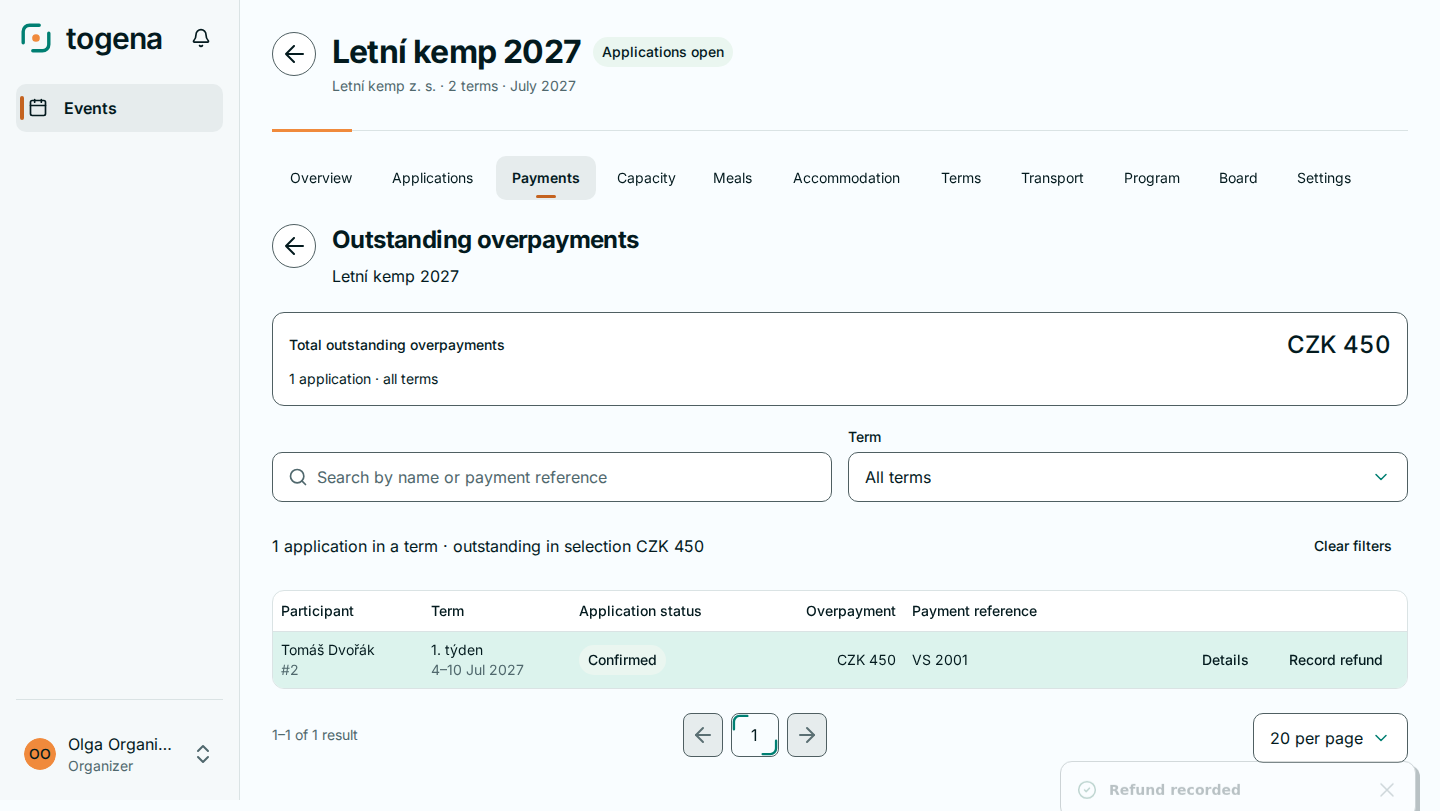 togena
Events
Letní kemp 2027
Applications open
Letní kemp z. s. · 2 terms · July 2027
Overview
Applications
Payments
Capacity
Meals
Accommodation
Terms
Transport
Program
Board
Settings
Outstanding overpayments
Letní kemp 2027
Total outstanding overpayments
CZK 450
1 application · all terms
Term
Search by name or payment reference
All terms
1 application in a term · outstanding in selection CZK 450
Clear filters
Participant
Term
Application status
Overpayment
Payment reference
Tomáš Dvořák
#2
1. týden
4–10 Jul 2027
Confirmed
CZK 450
VS 2001
Details
Record refund
1–1 of 1 result
1
20 per page
Refund recorded
OO
Olga Organi...
Organizer